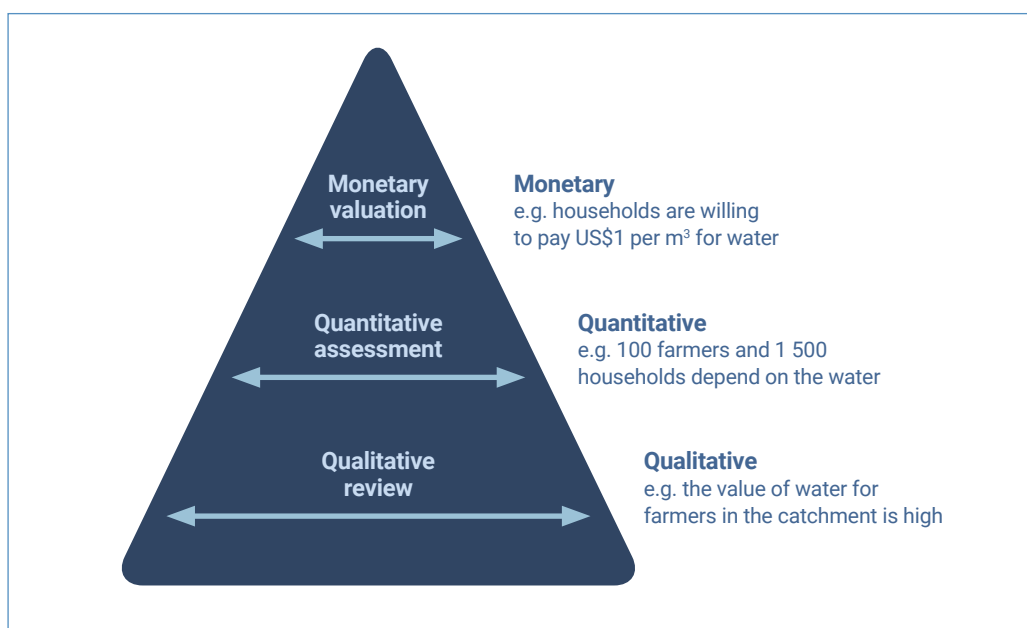 Monetary
valuation
Monetary
e.g. households are willing
to pay US$1 per m³ for water
Quantitative
assessment
Quantitative
e.g. 100 farmers and 1 500
households depend on the water
Qualitative
review
Qualitative
e.g. the value of water for
farmers in the catchment is high